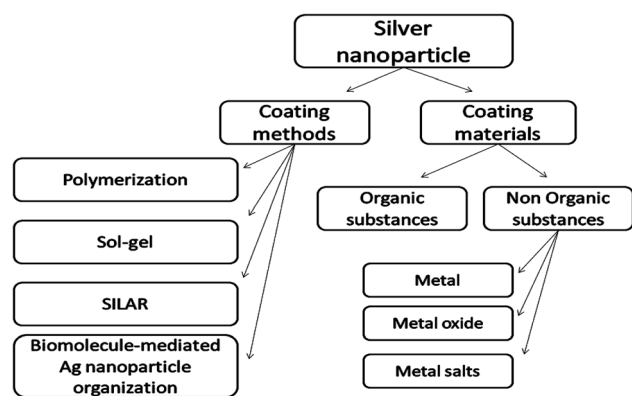 Silver
nanoparticle
Coating
methods
Coating
materials
Polymerization
Sol-gel
SILAR
Biomolecule-mediated
Ag nanoparticle
organization
Organic
substances
Non Organic
substances
Metal
Metal oxide
Metal salts